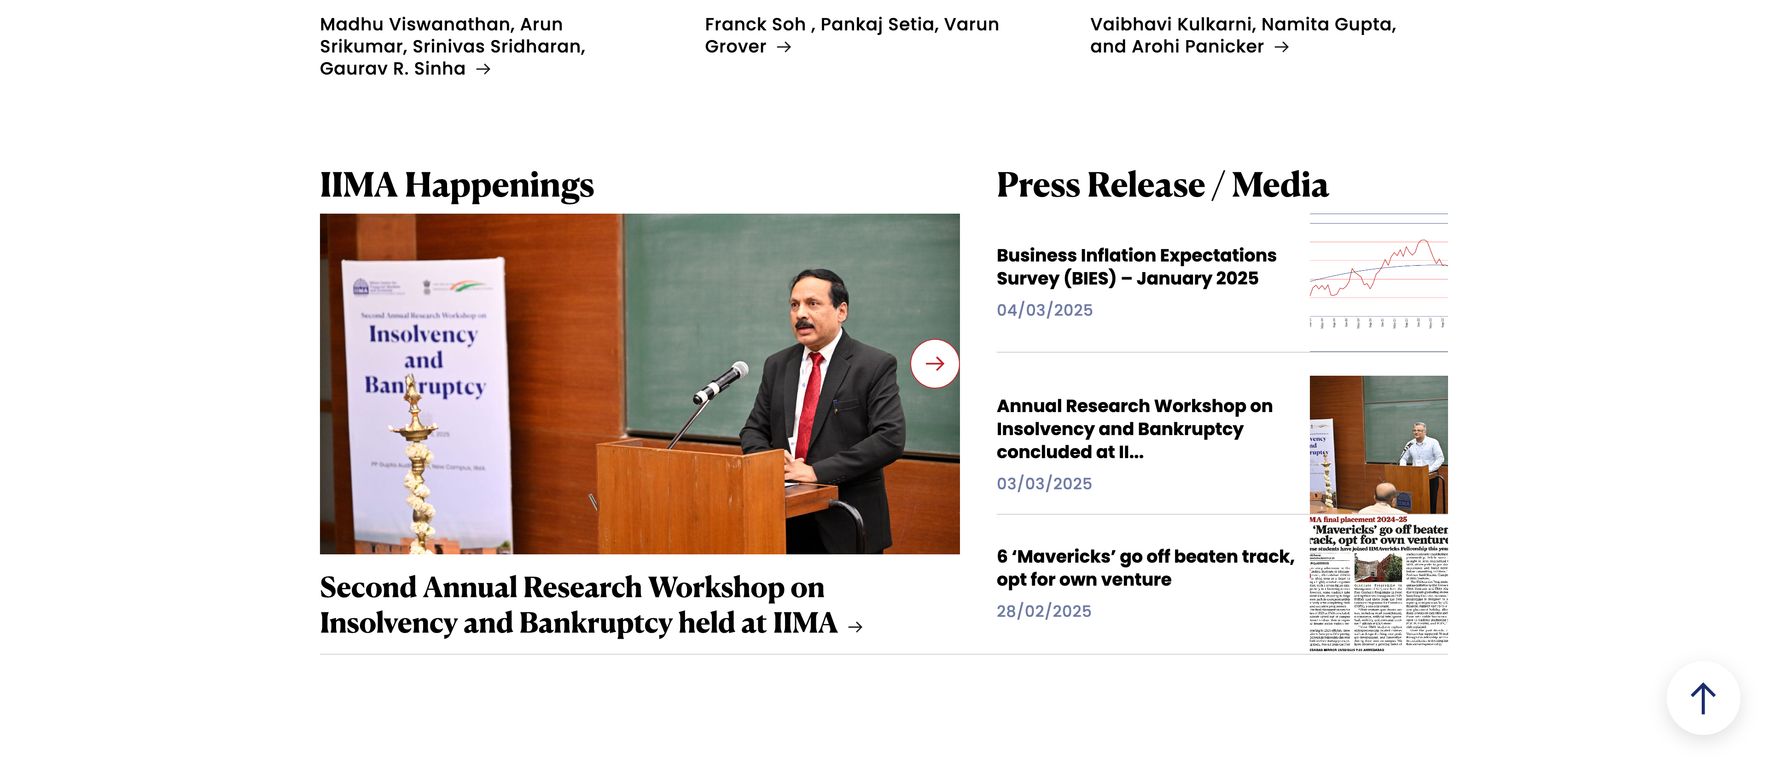 Madhu Viswanathan, Arun
Srikumar, Srinivas Sridharan,
Gaurav R. Sinha →
Franck Soh , Pankaj Setia, Varun
Grover →
Vaibhavi Kulkarni, Namita Gupta,
and Arohi Panicker →
IIMA Happenings
Second Annual Research Workshop on
Insolvency
and
Bankruptcy
Second Annual Research Workshop on
Insolvency and Bankruptcy held at IIMA →
Press Release / Media
Business Inflation Expectations
Survey (BIES) – January 2025
04/03/2025
Annual Research Workshop on
Insolvency and Bankruptcy
concluded at II...
03/03/2025
6 ‘Mavericks’ go off beaten track,
opt for own venture
28/02/2025
MA final placement 2024-25
‘Mavericks’ go off beaten
rack, opt for own venture